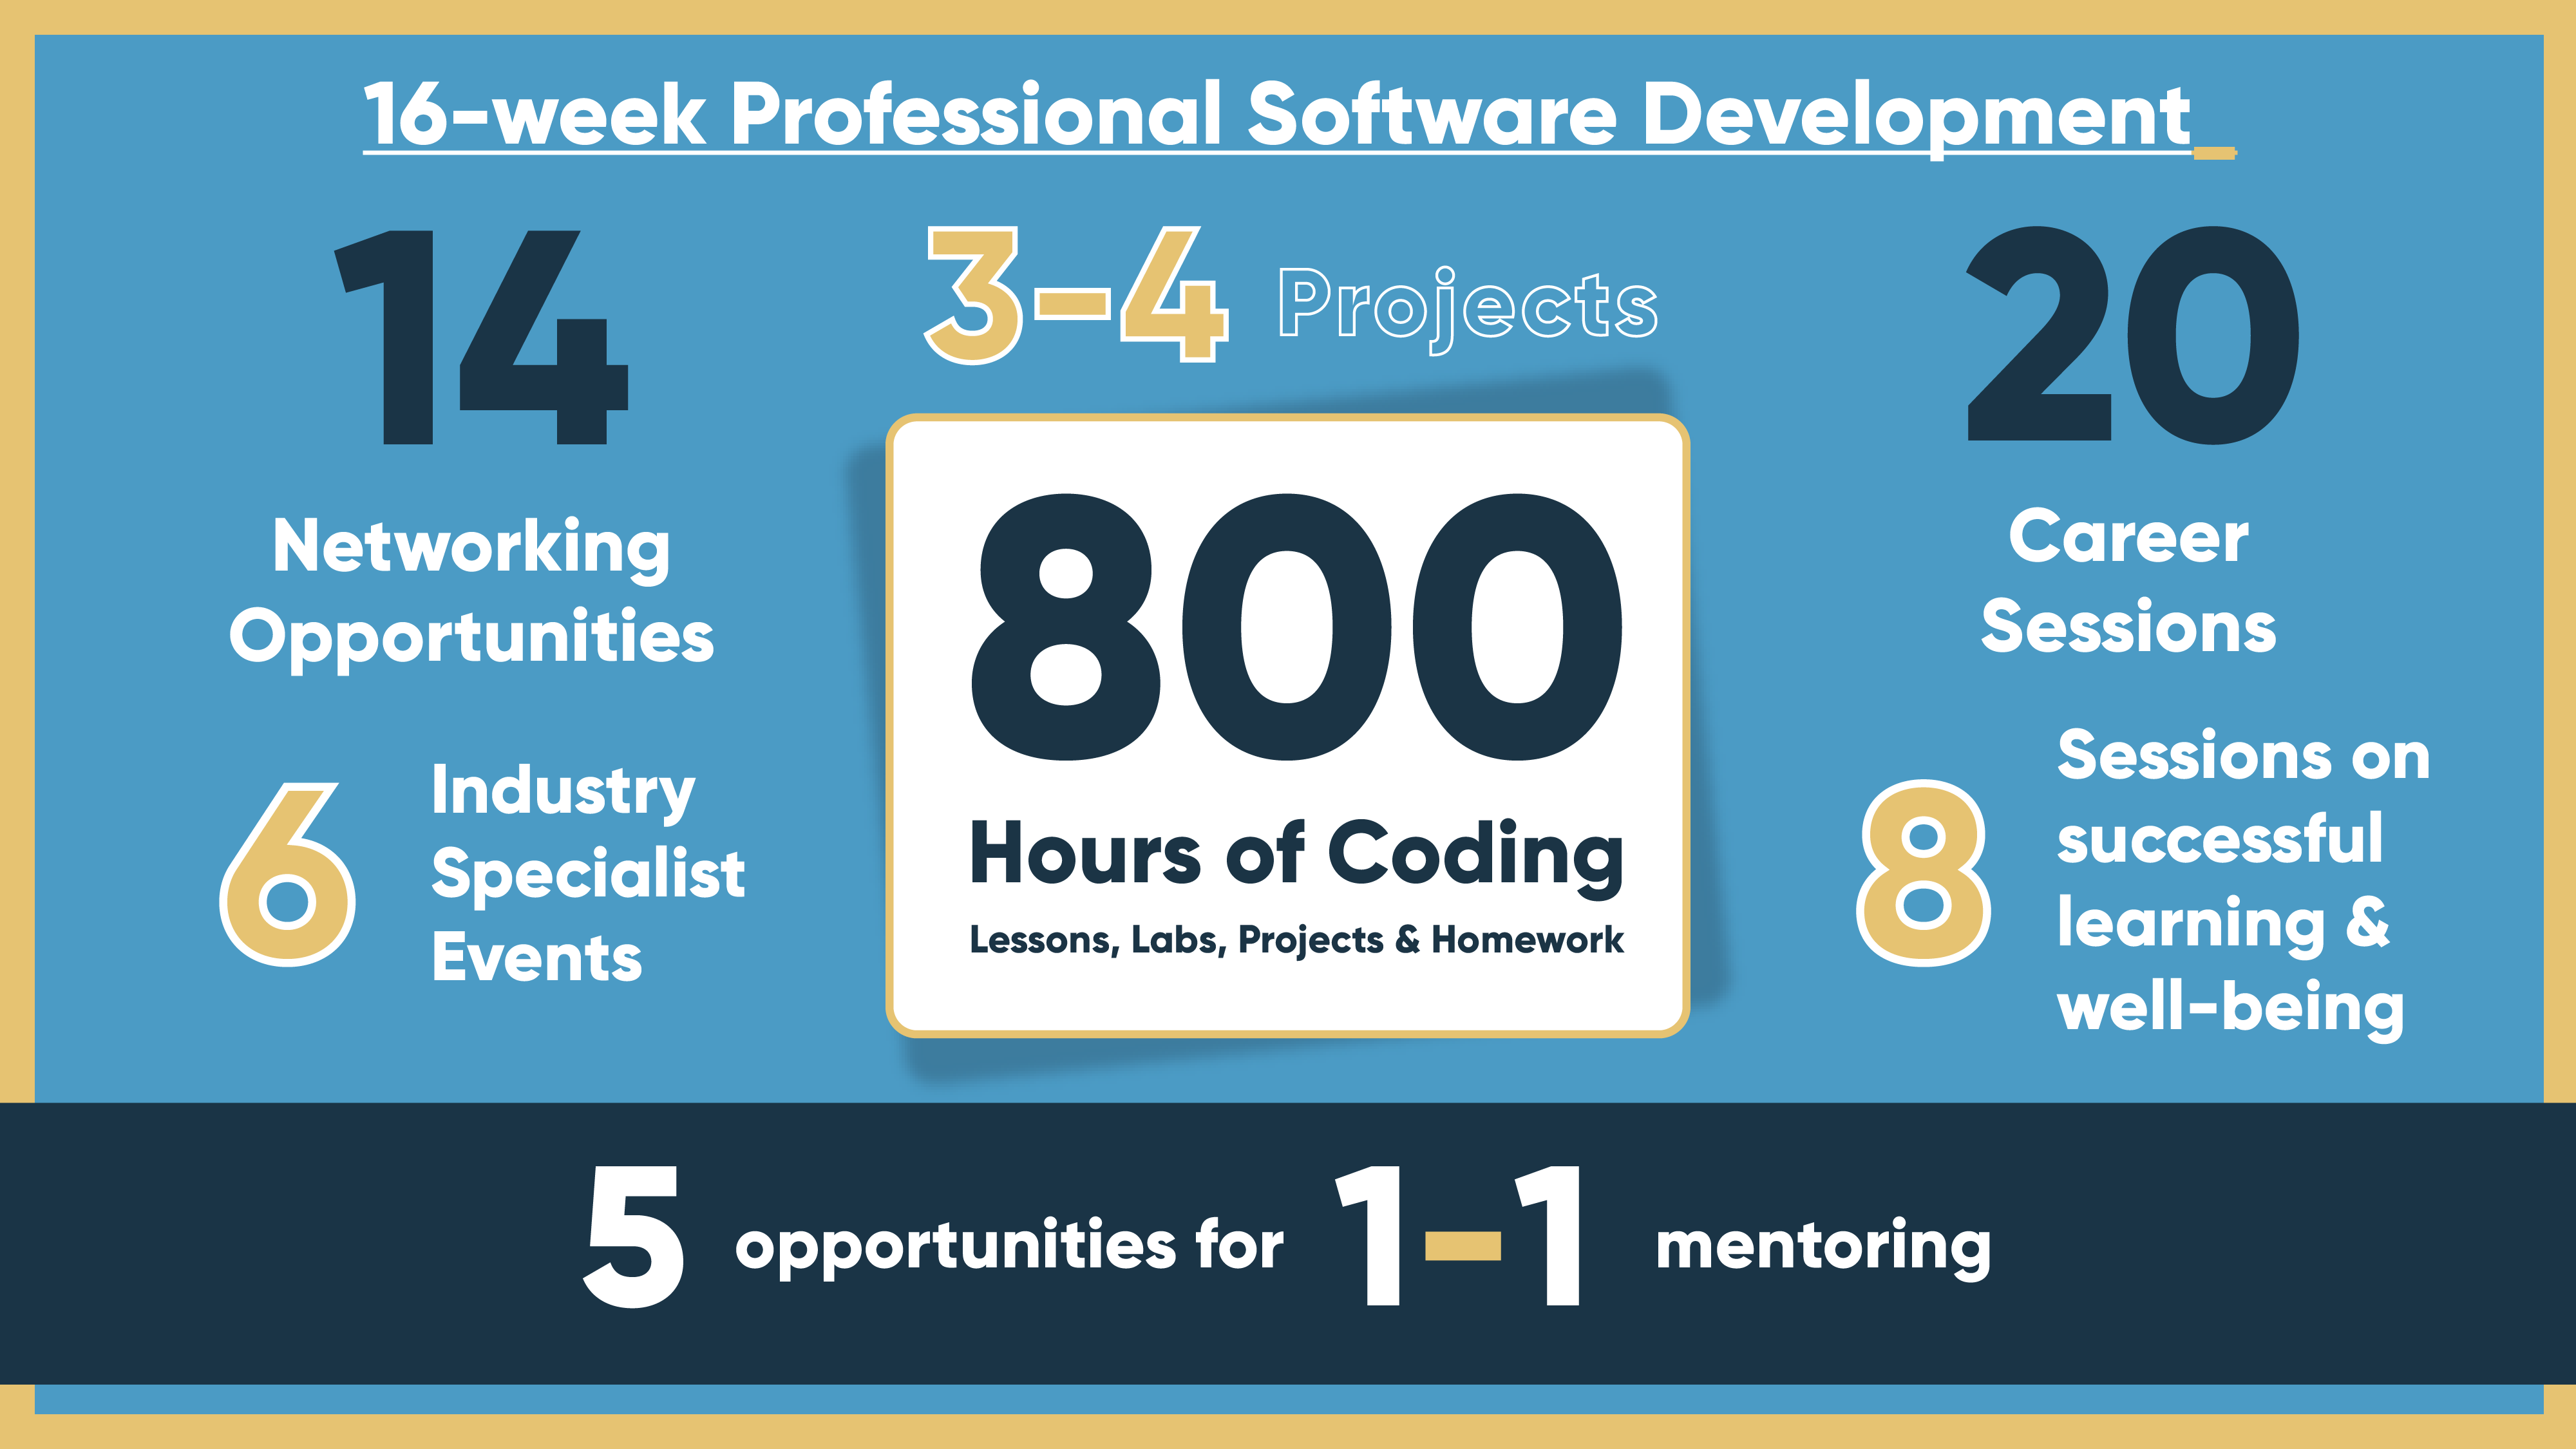 16-week Professional Software Development_
14
Networking
Opportunities
3-4 Projects
20
Career
Sessions
6
Industry
Specialist
Events
800
Hours of Coding
Lessons, Labs, Projects & Homework
8
Sessions on
successful
learning &
well-being
5 opportunities for 1-1 mentoring